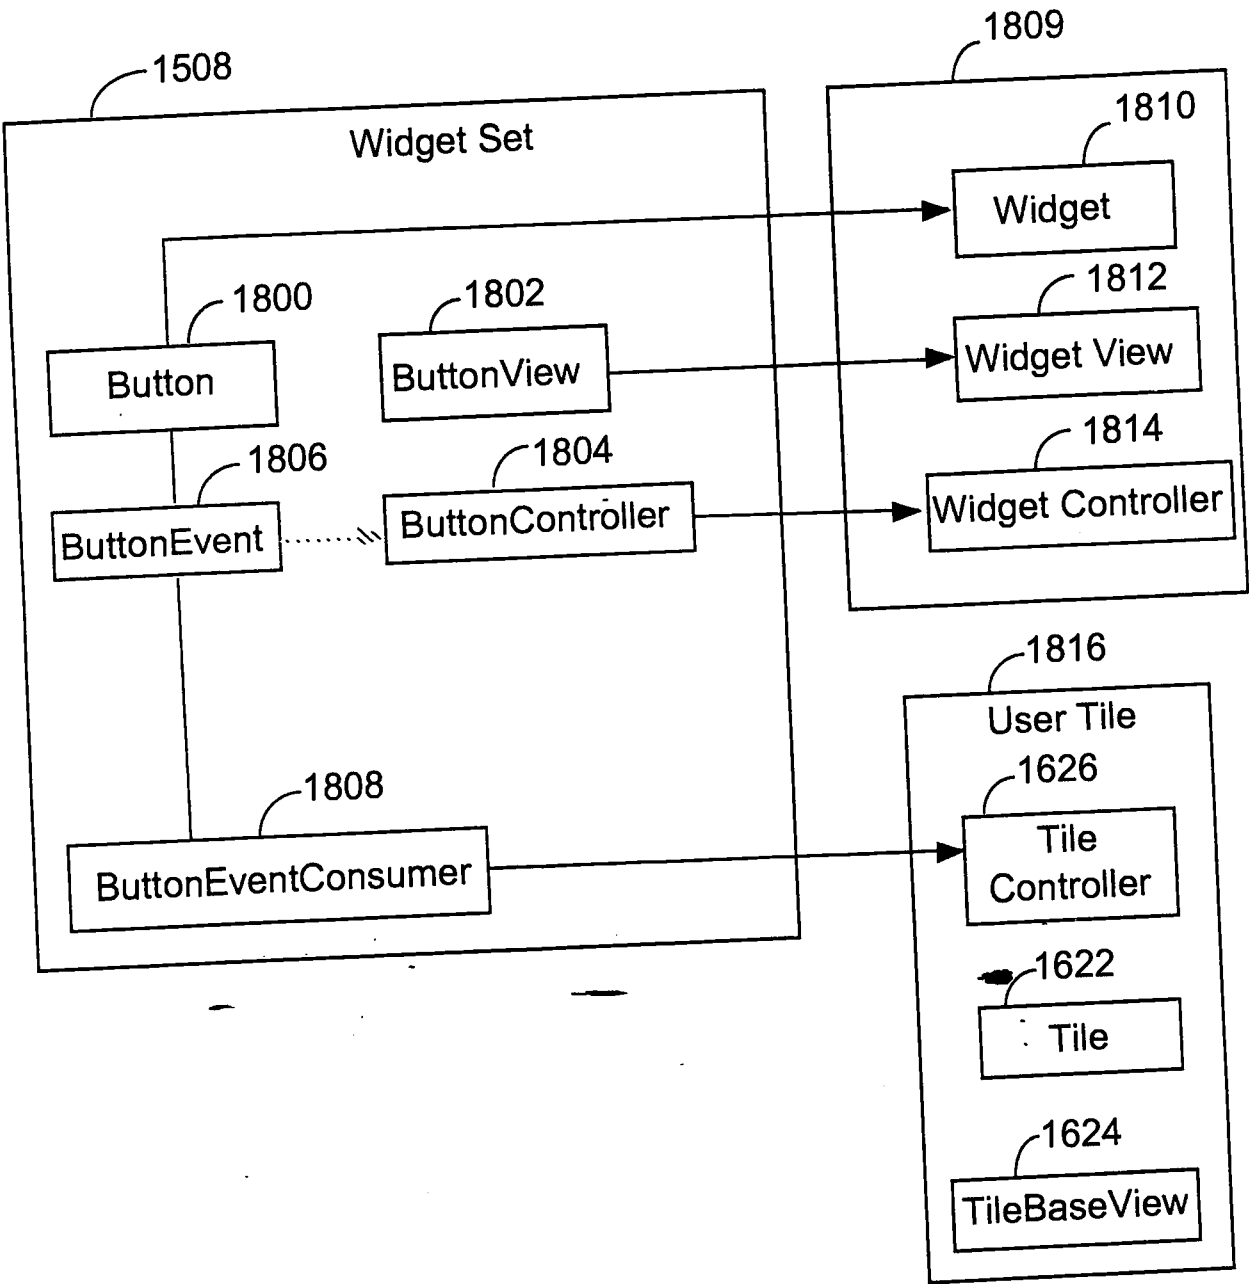 1508
1809
Widget Set
1810
Widget
1800
1802
1812
Button
ButtonView
Widget View
1806
1804
1814
ButtonEvent
ButtonController
Widget Controller
1816
User Tile
1626
1808
Tile
Controller
ButtonEventConsumer
1622
Tile
1624
TileBaseView